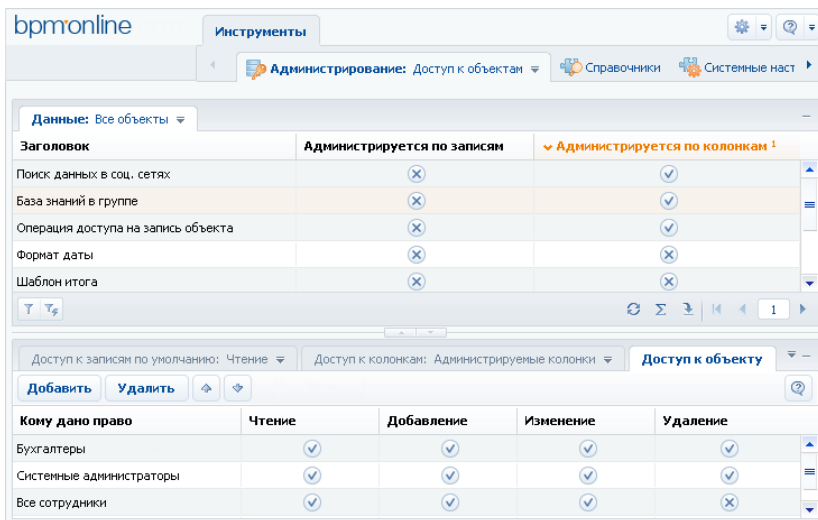 bpmonline
Инструменты
Администрирование: Доступ к объектам Справочники Системные наст
Данные: Все объекты
Заголовок Администрируется по записям Администрируется по колонкам 1
Поиск данных в соц. сетях
База знаний в группе
Операция доступа на запись объекта
Формат даты
Шаблон итога
Σ 1
Доступ к записям по умолчанию: Чтение Доступ к колонкам: Администрируемые колонки Доступ к объекту
Добавить Удалить
Кому дано право Чтение Добавление Изменение Удаление
Бухгалтеры
Системные администраторы
Все сотрудники